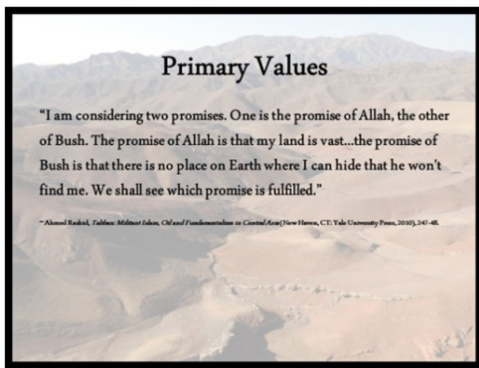 Primary Values
“I am considering two promises. One is the promise of Allah, the other
of Bush. The promise of Allah is that my land is vast...the promise of
Bush is that there is no place on Earth where I can hide that he won't
find me. We shall see which promise is fulfilled.”
Ahmed Rashid, Taliban: Militant Islam, Oil and Fundamentalism in Central Asia (New Haven, CT: Yale University Press, 2010), 247-48.